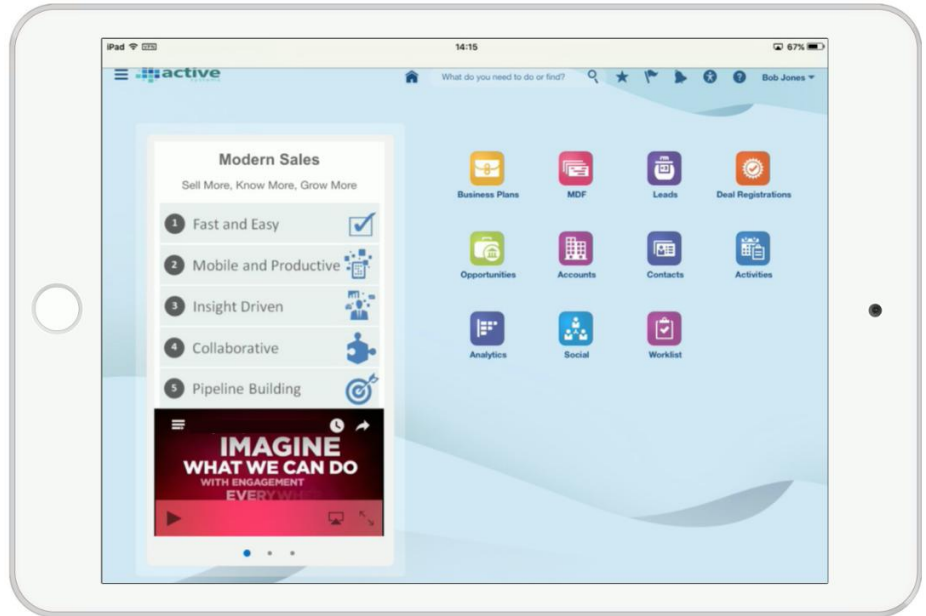 iPad VPN 14:15 67%
active
What do you need to do or find? Bob Jones
Modern Sales
Sell More, Know More, Grow More
1 Fast and Easy
2 Mobile and Productive
3 Insight Driven
4 Collaborative
5 Pipeline Building
IMAGINE
WHAT WE CAN DO
WITH ENGAGEMENT
EVERYWHERE
Business Plans MDF Leads Deal Registrations
Opportunities Accounts Contacts Activities
Analytics Social Worklist